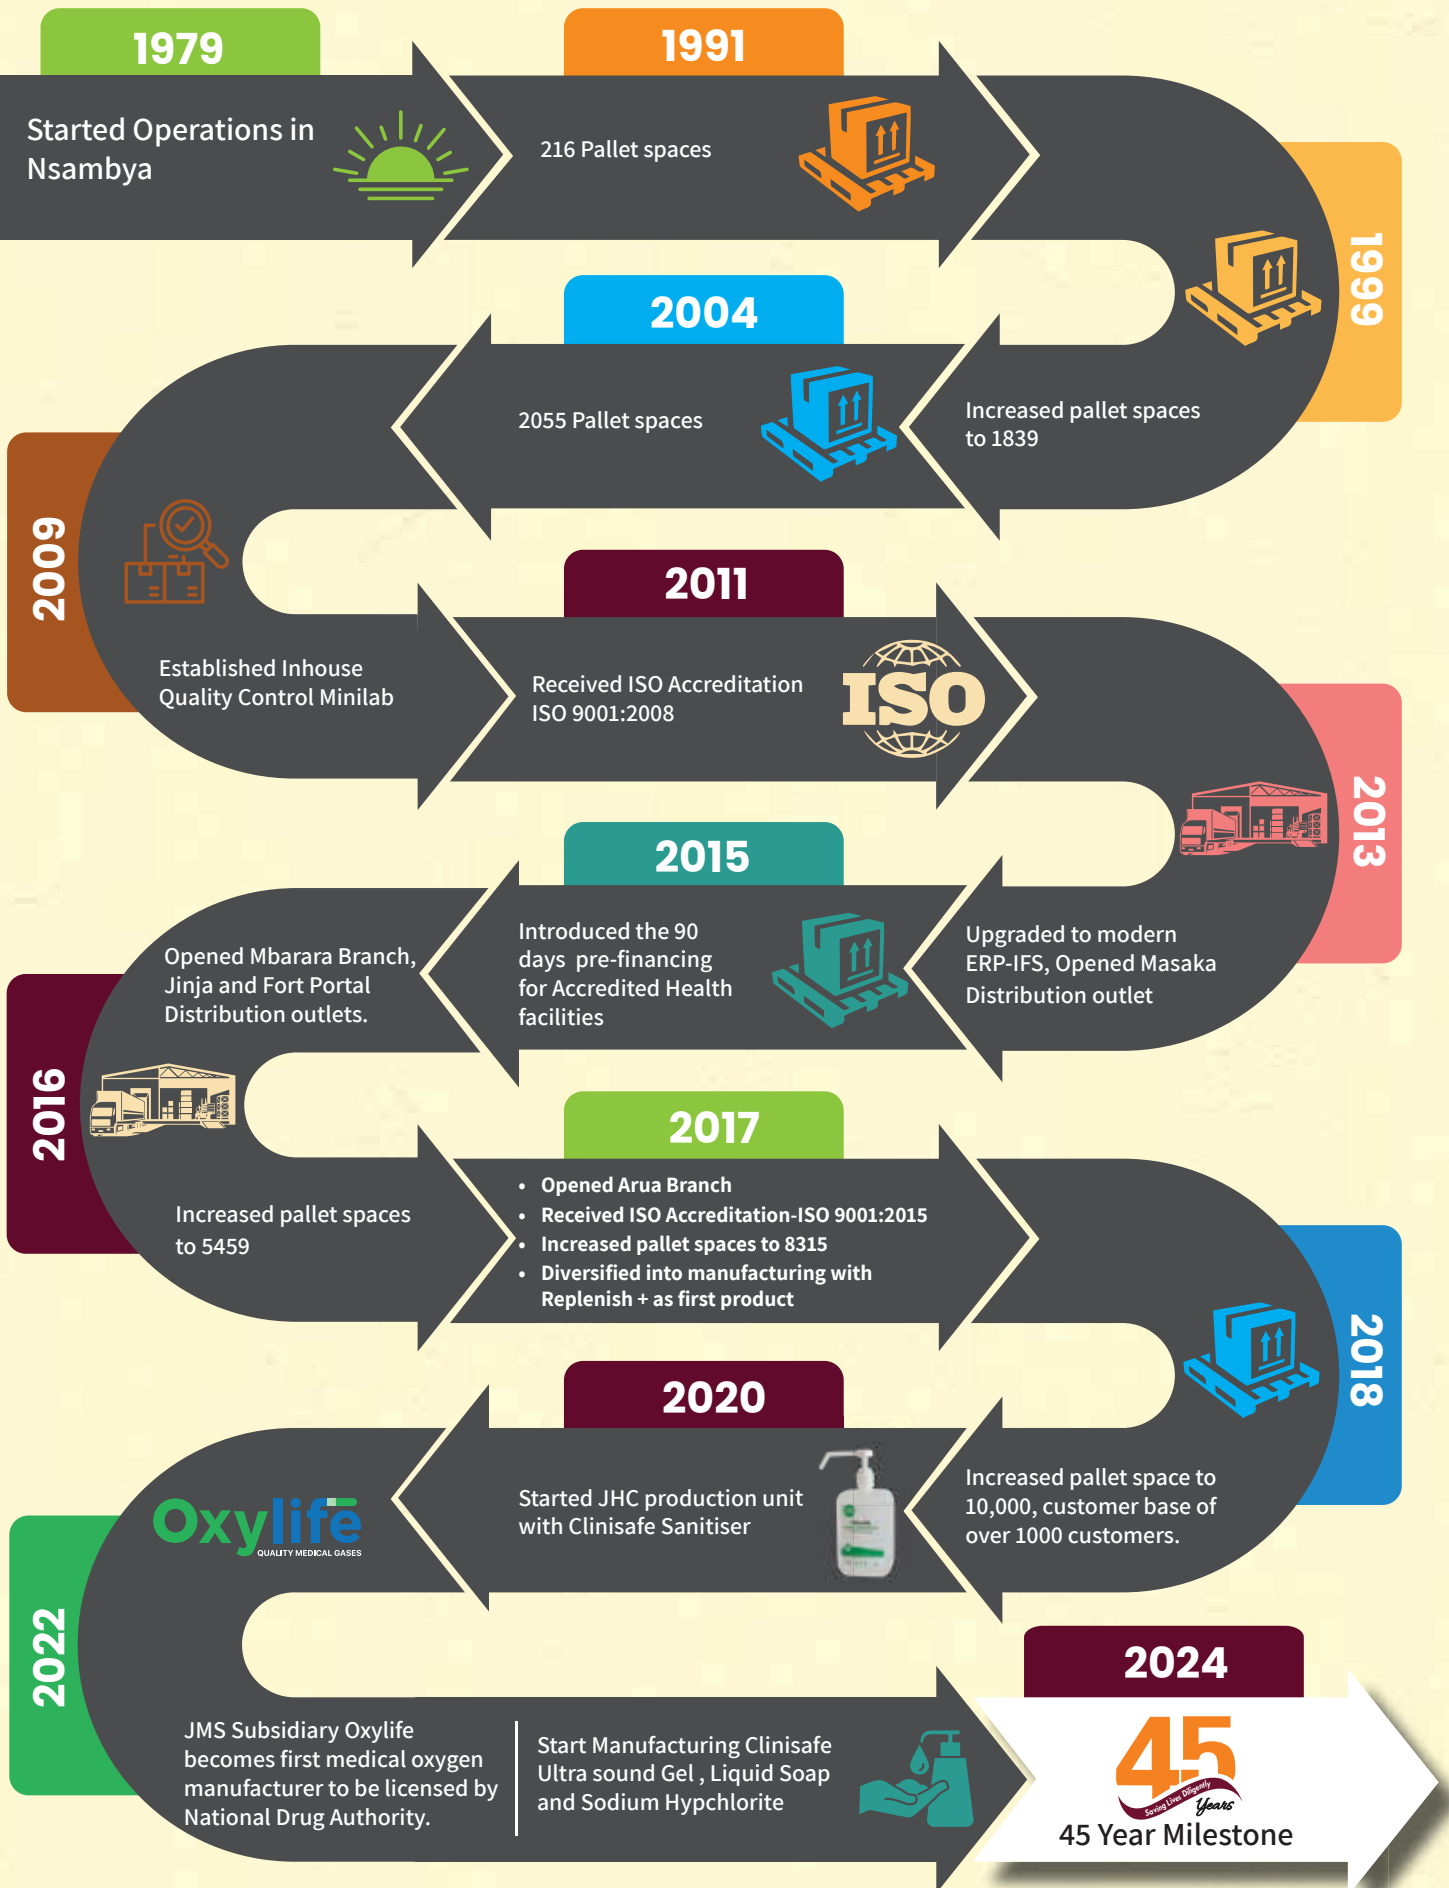 1979
Started Operations in
Nsambya
1991
216 Pallet spaces
1999
Increased pallet spaces
to 1839
2004
2055 Pallet spaces
2009
Established Inhouse
Quality Control Minilab
2011
Received ISO Accreditation
ISO 9001:2008
ISO
2013
Upgraded to modern
ERP-IFS, Opened Masaka
Distribution outlet
2015
Introduced the 90
days pre-financing
for Accredited Health
facilities
2016
Opened Mbarara Branch,
Jinja and Fort Portal
Distribution outlets.
Increased pallet spaces
to 5459
2017
• Opened Arua Branch
• Received ISO Accreditation-ISO 9001:2015
• Increased pallet spaces to 8315
• Diversified into manufacturing with
Replenish + as first product
2018
Increased pallet space to
10,000, customer base of
over 1000 customers.
2020
Started JHC production unit
with Clinisafe Sanitiser
2022
Oxylife
QUALITY MEDICAL GASES
JMS Subsidiary Oxylife
becomes first medical oxygen
manufacturer to be licensed by
National Drug Authority.
Start Manufacturing Clinisafe
Ultra sound Gel , Liquid Soap
and Sodium Hypchlorite
2024
45
Saving Lives Diligently
Years
45 Year Milestone